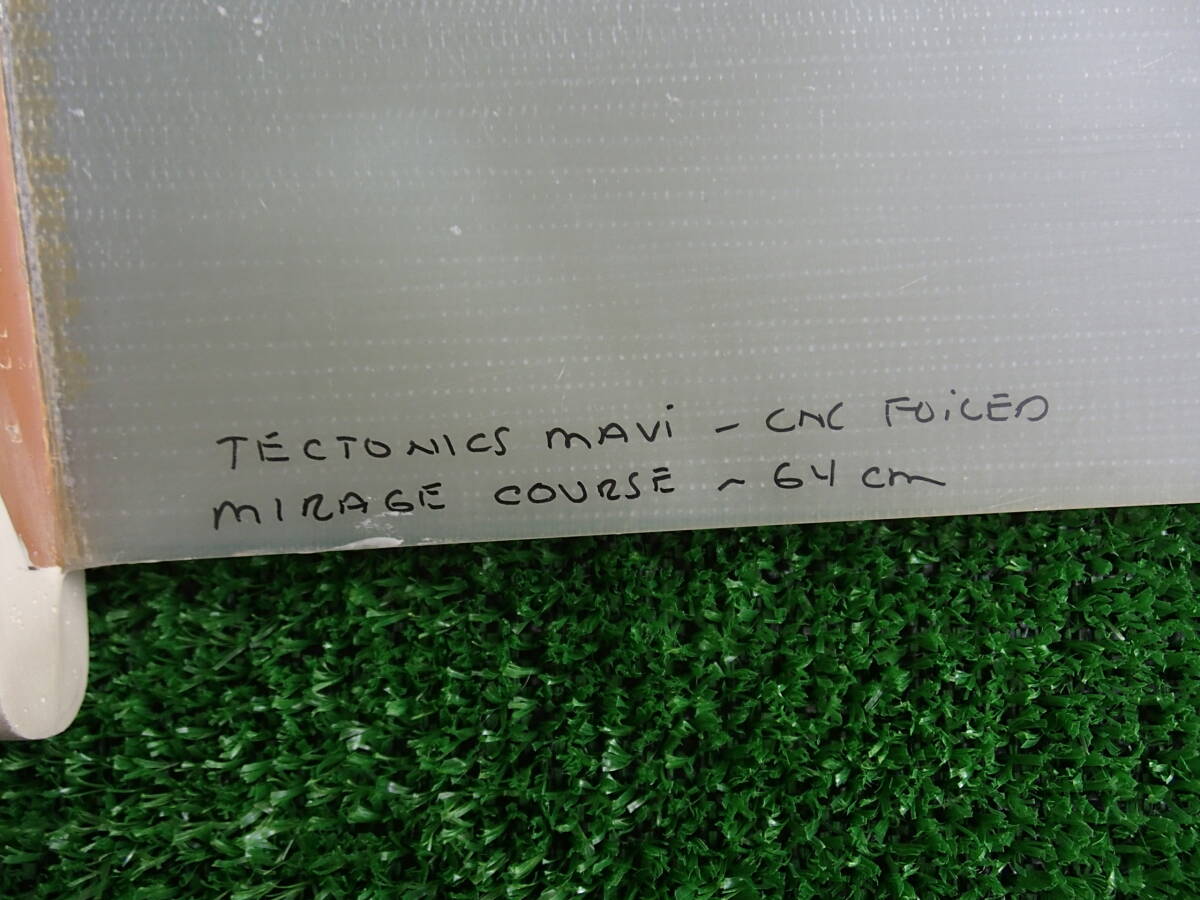 TECTONICS MAVi - CNC FOiLED
MIRAGE COURSE ~ 64 cm